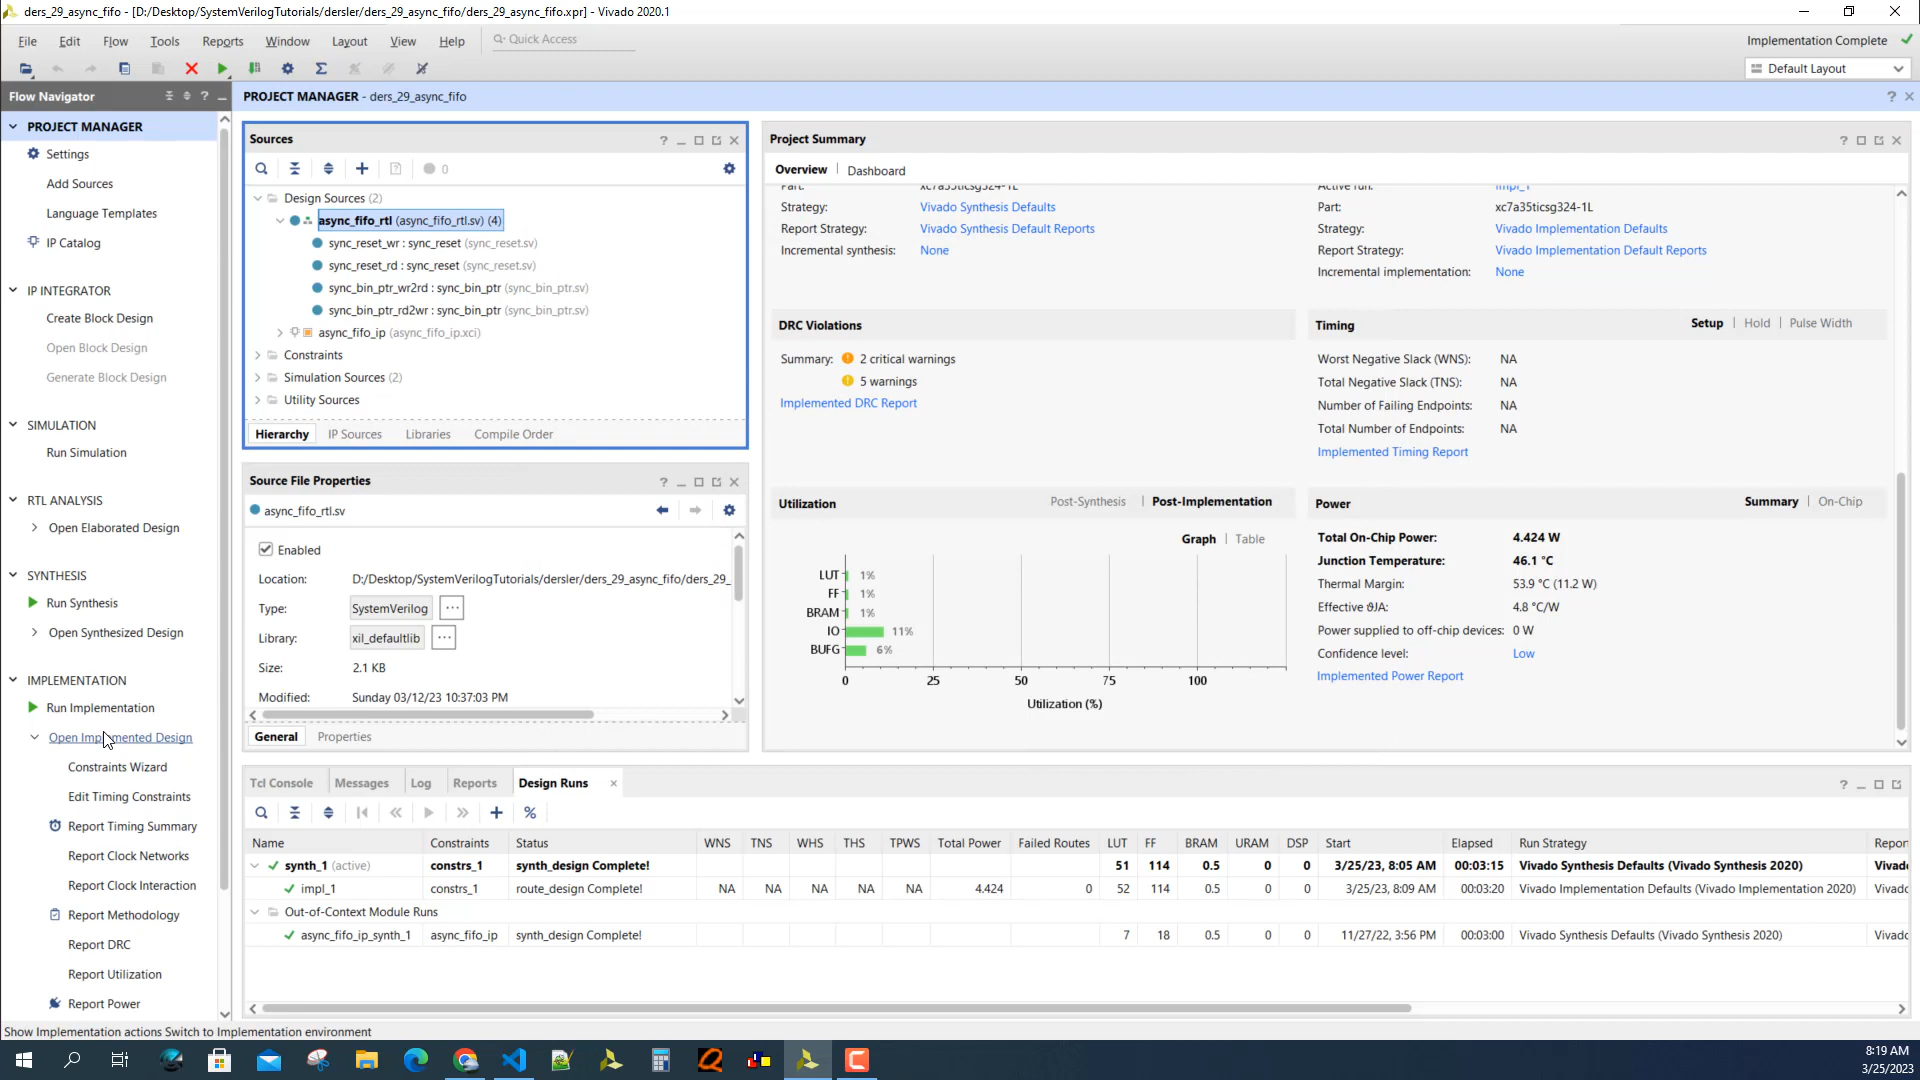 ders_29_async_fifo - [D:/Desktop/SystemVerilogTutorials/dersler/ders_29_async_fifo/ders_29_async_fifo.xpr] - Vivado 2020.1
File Edit Flow Tools Reports Window Layout View Help Quick Access
Implementation Complete
Default Layout
Flow Navigator
PROJECT MANAGER
Settings
Add Sources
Language Templates
IP Catalog
IP INTEGRATOR
Create Block Design
Open Block Design
Generate Block Design
SIMULATION
Run Simulation
RTL ANALYSIS
Open Elaborated Design
SYNTHESIS
Run Synthesis
Open Synthesized Design
IMPLEMENTATION
Run Implementation
Open Implemented Design
Constraints Wizard
Edit Timing Constraints
Report Timing Summary
Report Clock Networks
Report Clock Interaction
Report Methodology
Report DRC
Report Utilization
Report Power
PROJECT MANAGER - ders_29_async_fifo
Sources
0
Design Sources (2)
async_fifo_rtl (async_fifo_rtl.sv) (4)
sync_reset_wr : sync_reset (sync_reset.sv)
sync_reset_rd : sync_reset (sync_reset.sv)
sync_bin_ptr_wr2rd : sync_bin_ptr (sync_bin_ptr.sv)
sync_bin_ptr_rd2wr : sync_bin_ptr (sync_bin_ptr.sv)
async_fifo_ip (async_fifo_ip.xci)
Constraints
Simulation Sources (2)
Utility Sources
Hierarchy IP Sources Libraries Compile Order
Source File Properties
async_fifo_rtl.sv
Enabled
Location: D:/Desktop/SystemVerilogTutorials/dersler/ders_29_async_fifo/ders_29_
Type: SystemVerilog ...
Library: xil_defaultlib ...
Size: 2.1 KB
Modified: Sunday 03/12/23 10:37:03 PM
General Properties
Project Summary
Overview Dashboard
Part: xc7a35ticsg324-1L
Strategy: Vivado Synthesis Defaults
Report Strategy: Vivado Synthesis Default Reports
Incremental synthesis: None
Active run: impl_1
Part: xc7a35ticsg324-1L
Strategy: Vivado Implementation Defaults
Report Strategy: Vivado Implementation Default Reports
Incremental implementation: None
DRC Violations
Summary: 2 critical warnings
5 warnings
Implemented DRC Report
Timing Setup Hold Pulse Width
Worst Negative Slack (WNS): NA
Total Negative Slack (TNS): NA
Number of Failing Endpoints: NA
Total Number of Endpoints: NA
Implemented Timing Report
Utilization Post-Synthesis Post-Implementation
Graph Table
LUT 1%
FF 1%
BRAM 1%
IO 11%
BUFG 6%
0 25 50 75 100
Utilization (%)
Power Summary On-Chip
Total On-Chip Power: 4.424 W
Junction Temperature: 46.1 °C
Thermal Margin: 53.9 °C (11.2 W)
Effective ϑJA: 4.8 °C/W
Power supplied to off-chip devices: 0 W
Confidence level: Low
Implemented Power Report
Tcl Console Messages Log Reports Design Runs
Name Constraints Status WNS TNS WHS THS TPWS Total Power Failed Routes LUT FF BRAM URAM DSP Start Elapsed Run Strategy Repor
synth_1 (active) constrs_1 synth_design Complete! 51 114 0.5 0 0 3/25/23, 8:05 AM 00:03:15 Vivado Synthesis Defaults (Vivado Synthesis 2020) Vivad
impl_1 constrs_1 route_design Complete! NA NA NA NA NA 4.424 0 52 114 0.5 0 0 3/25/23, 8:09 AM 00:03:20 Vivado Implementation Defaults (Vivado Implementation 2020) Vivadc
Out-of-Context Module Runs
async_fifo_ip_synth_1 async_fifo_ip synth_design Complete! 7 18 0.5 0 0 11/27/22, 3:56 PM 00:03:00 Vivado Synthesis Defaults (Vivado Synthesis 2020) Vivadc
Show Implementation actions Switch to Implementation environment
8:19 AM
3/25/2023